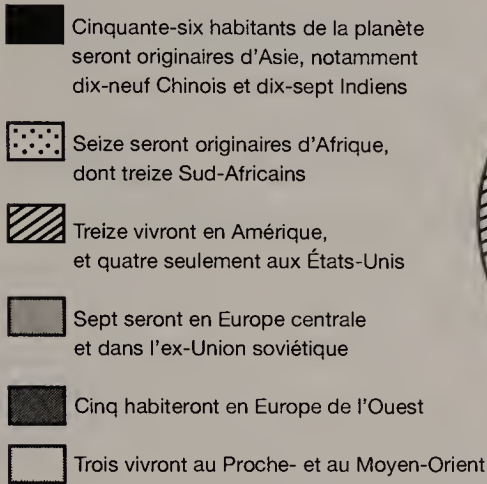 Cinquante-six habitants de la planète
seront originaires d'Asie, notamment
dix-neuf Chinois et dix-sept Indiens
Seize seront originaires d'Afrique,
dont treize Sud-Africains
Treize vivront en Amérique,
et quatre seulement aux États-Unis
Sept seront en Europe centrale
et dans l'ex-Union soviétique
Cinq habiteront en Europe de l'Ouest
Trois vivront au Proche- et au Moyen-Orient